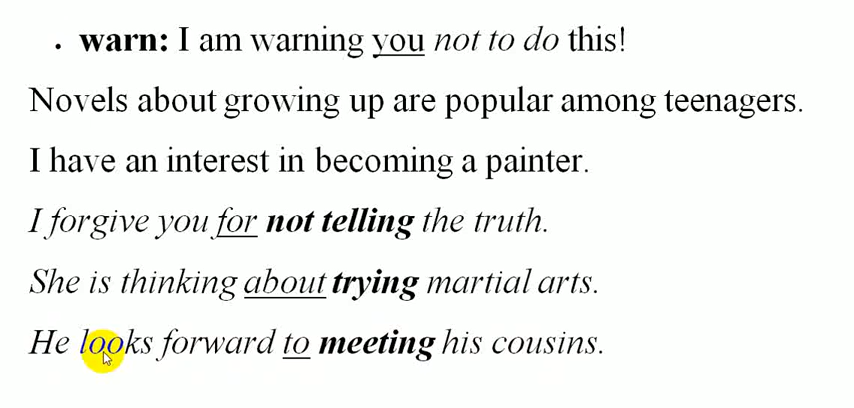 • warn: I am warning you not to do this!
Novels about growing up are popular among teenagers.
I have an interest in becoming a painter.
I forgive you for not telling the truth.
She is thinking about trying martial arts.
He looks forward to meeting his cousins.